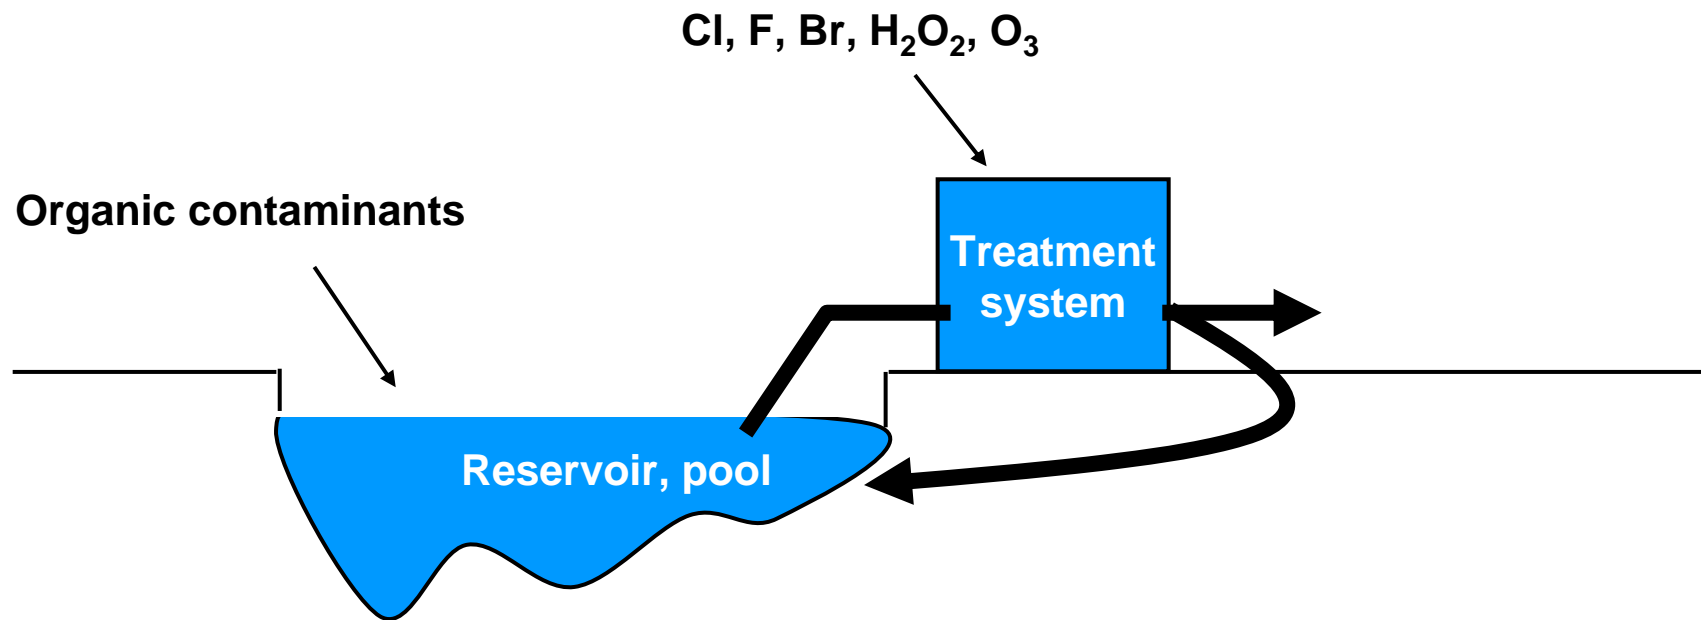 Cl, F, Br, H₂O₂, O₃
Organic contaminants
Treatment
system
Reservoir, pool